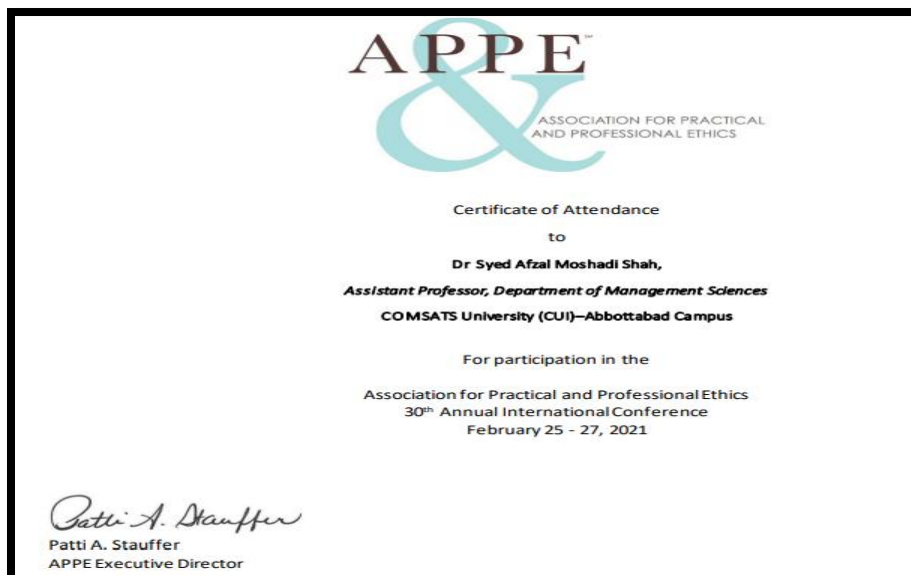 APPE
&
ASSOCIATION FOR PRACTICAL
AND PROFESSIONAL ETHICS
Certificate of Attendance
to
Dr Syed Afzal Moshadi Shah,
Assistant Professor, Department of Management Sciences
COMSATS University (CUI)–Abbottabad Campus
For participation in the
Association for Practical and Professional Ethics
30th Annual International Conference
February 25 - 27, 2021
Patti A. Stauffer
Patti A. Stauffer
APPE Executive Director